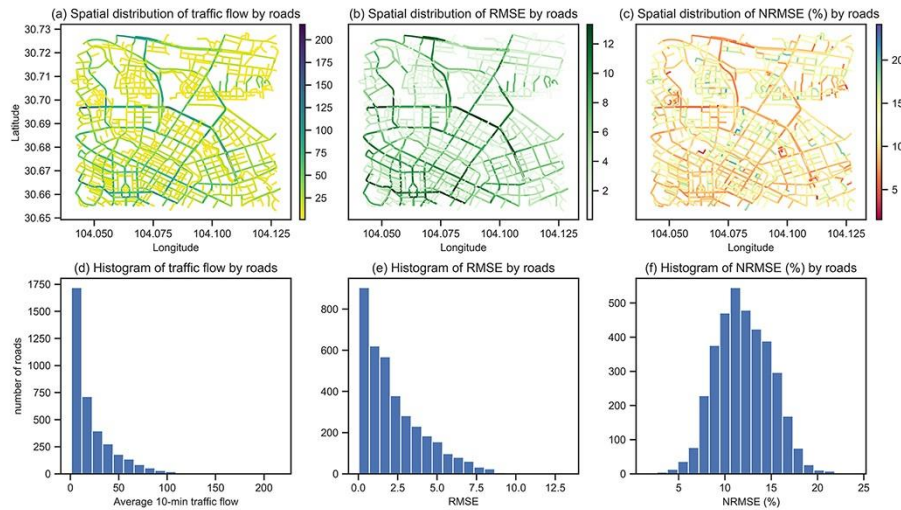 (a) Spatial distribution of traffic flow by roads
(b) Spatial distribution of RMSE by roads
(c) Spatial distribution of NRMSE (%) by roads
30.73
30.72
30.71
30.70
30.69
30.68
30.67
30.66
30.65
Latitude
104.050 104.075 104.100 104.125
Longitude
200
175
150
125
100
75
50
25
104.050 104.075 104.100 104.125
Longitude
12
10
8
6
4
2
104.050 104.075 104.100 104.125
Longitude
20
15
10
5
(d) Histogram of traffic flow by roads
(e) Histogram of RMSE by roads
(f) Histogram of NRMSE (%) by roads
number of roads
1750
1500
1250
1000
750
500
250
0
0 50 100 150 200
Average 10-min traffic flow
800
600
400
200
0
0.0 2.5 5.0 7.5 10.0 12.5
RMSE
500
400
300
200
100
0
5 10 15 20 25
NRMSE (%)